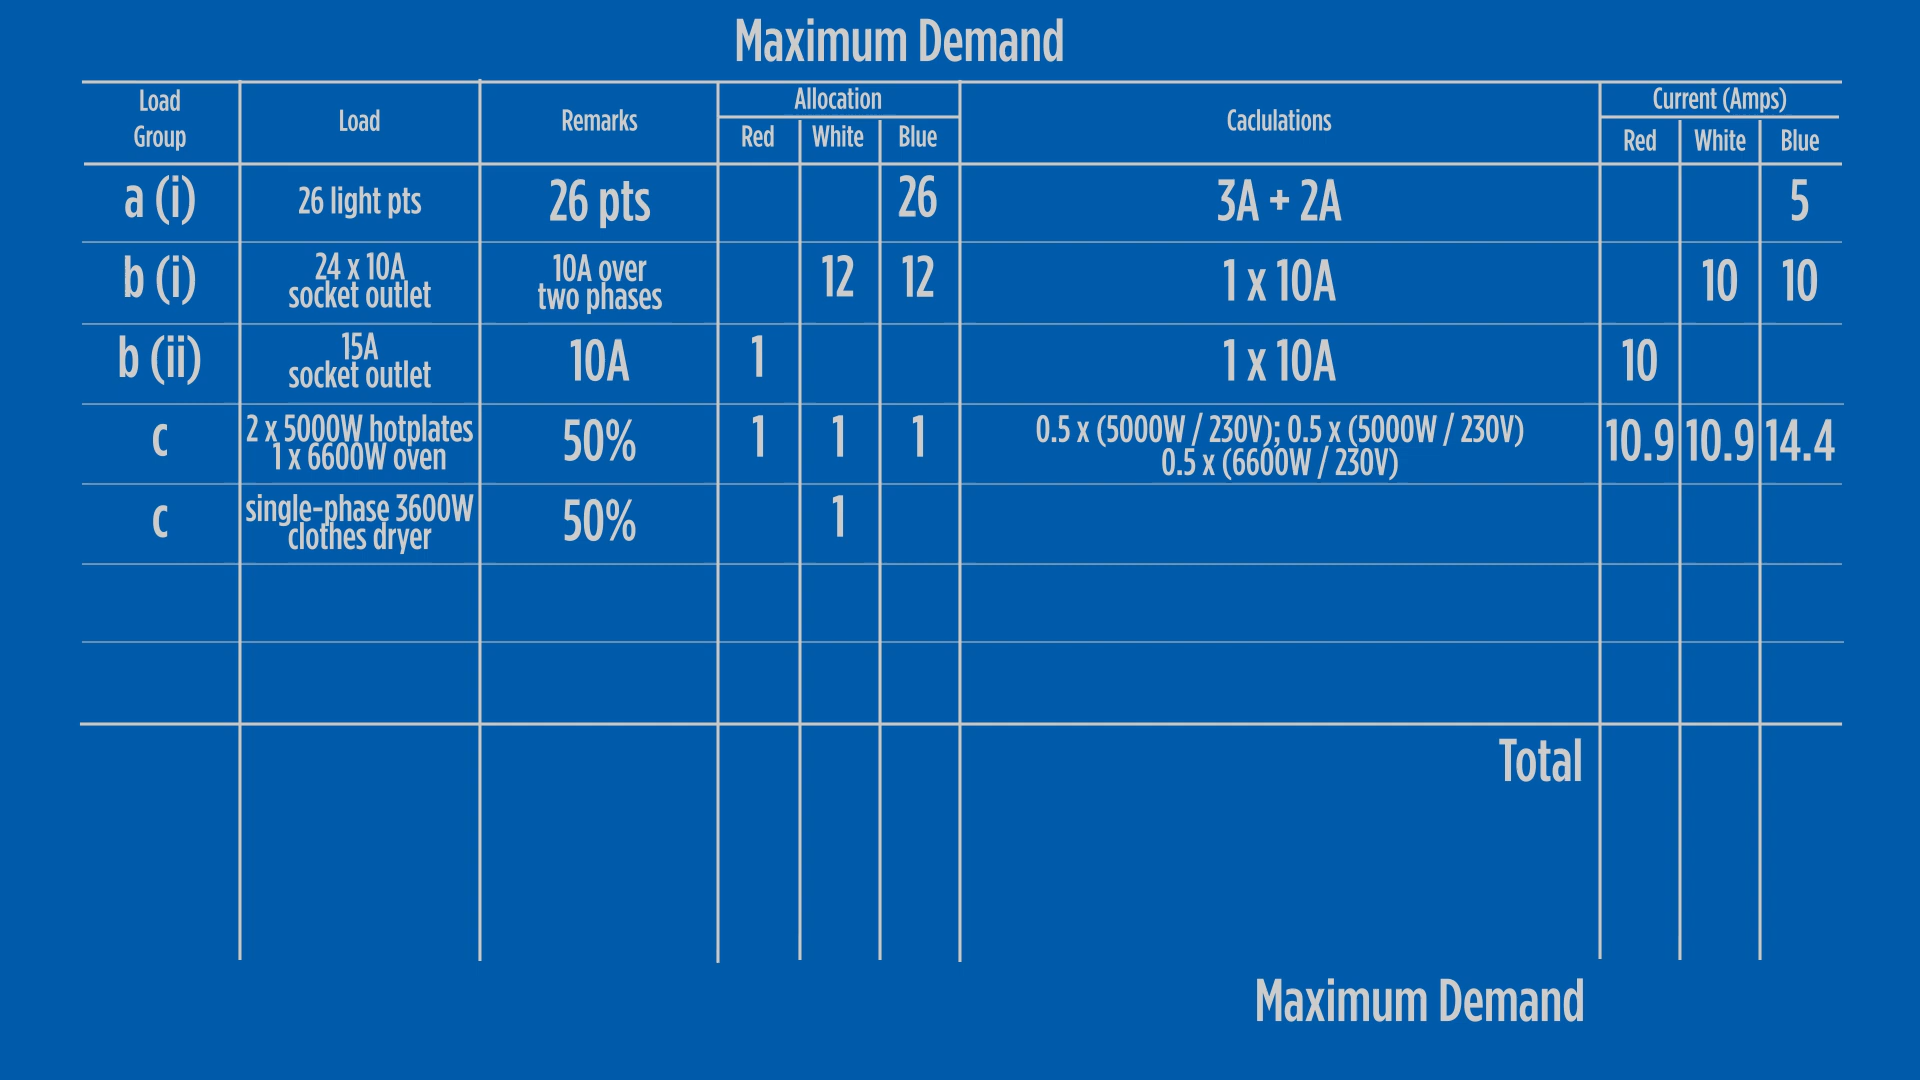 Maximum Demand
Load
Group
Load
Remarks
Allocation
Red White Blue
Caclulations
Current (Amps)
Red White Blue
a (i)
26 light pts
26 pts
26
3A + 2A
5
b (i)
24 x 10A
socket outlet
10A over
two phases
12 12
1 x 10A
10 10
b (ii)
15A
socket outlet
10A
1
1 x 10A
10
c
2 x 5000W hotplates
1 x 6600W oven
50%
1 1 1
0.5 x (5000W / 230V); 0.5 x (5000W / 230V)
0.5 x (6600W / 230V)
10.9 10.9 14.4
c
single-phase 3600W
clothes dryer
50%
1
Total
Maximum Demand